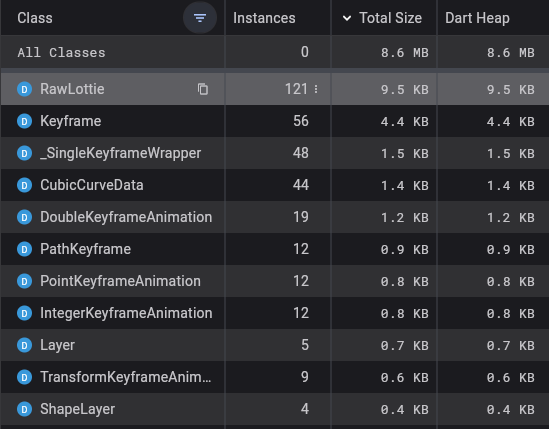 Class Instances Total Size Dart Heap
All Classes 0 8.6 MB 8.6 MB
D RawLottie 121 9.5 KB 9.5 KB
D Keyframe 56 4.4 KB 4.4 KB
D _SingleKeyframeWrapper 48 1.5 KB 1.5 KB
D CubicCurveData 44 1.4 KB 1.4 KB
D DoubleKeyframeAnimation 19 1.2 KB 1.2 KB
D PathKeyframe 12 0.9 KB 0.9 KB
D PointKeyframeAnimation 12 0.8 KB 0.8 KB
D IntegerKeyframeAnimation 12 0.8 KB 0.8 KB
D Layer 5 0.7 KB 0.7 KB
D TransformKeyframeAnim... 9 0.6 KB 0.6 KB
D ShapeLayer 4 0.4 KB 0.4 KB